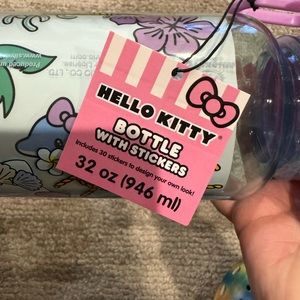 HELLO KITTY
BOTTLE
WITH STICKERS
Includes 30 stickers to design your own look!
32 oz (946 ml)